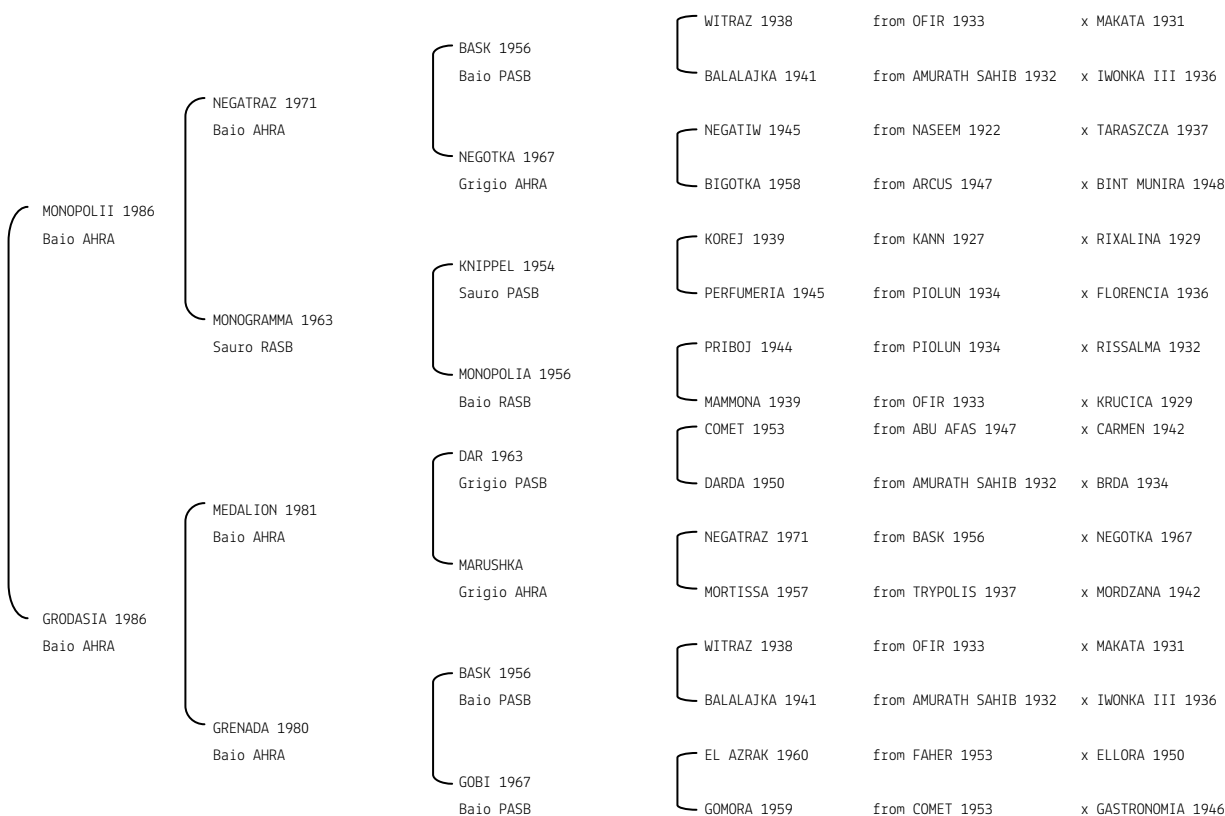 WITRAZ 1938 from OFIR 1933 x MAKATA 1931
BASK 1956
Baio PASB
BALALAJKA 1941 from AMURATH SAHIB 1932 x IWONKA III 1936
NEGATRAZ 1971
Baio AHRA
NEGATIW 1945 from NASEEM 1922 x TARASZCZA 1937
NEGOTKA 1967
Grigio AHRA
BIGOTKA 1958 from ARCUS 1947 x BINT MUNIRA 1948
MONOPOLII 1986
Baio AHRA
KOREJ 1939 from KANN 1927 x RIXALINA 1929
KNIPPEL 1954
Sauro PASB
PERFUMERIA 1945 from PIOLUN 1934 x FLORENCIA 1936
MONOGRAMMA 1963
Sauro RASB
PRIBOJ 1944 from PIOLUN 1934 x RISSALMA 1932
MONOPOLIA 1956
Baio RASB
MAMMONA 1939 from OFIR 1933 x KRUCICA 1929
COMET 1953 from ABU AFAS 1947 x CARMEN 1942
DAR 1963
Grigio PASB
DARDA 1950 from AMURATH SAHIB 1932 x BRDA 1934
MEDALION 1981
Baio AHRA
NEGATRAZ 1971 from BASK 1956 x NEGOTKA 1967
MARUSHKA
Grigio AHRA
MORTISSA 1957 from TRYPOLIS 1937 x MORDZANA 1942
GRODASIA 1986
Baio AHRA
WITRAZ 1938 from OFIR 1933 x MAKATA 1931
BASK 1956
Baio PASB
BALALAJKA 1941 from AMURATH SAHIB 1932 x IWONKA III 1936
GRENADA 1980
Baio AHRA
EL AZRAK 1960 from FAHER 1953 x ELLORA 1950
GOBI 1967
Baio PASB
GOMORA 1959 from COMET 1953 x GASTRONOMIA 1946